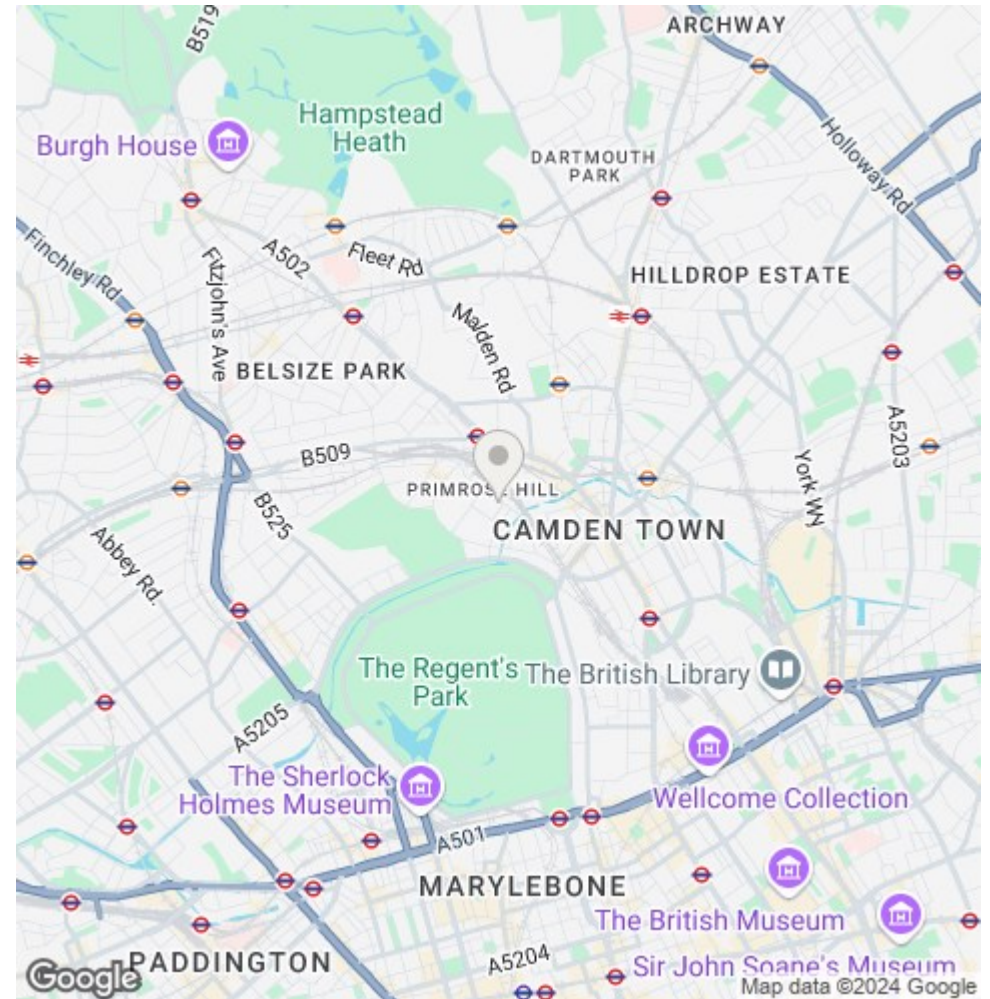 ARCHWAY
B519
Hampstead
Heath
Burgh House
DARTMOUTH
PARK
Holloway Rd
Finchley Rd
Fitzjohn's Ave
A502
Fleet Rd
HILLDROP ESTATE
Malden Rd
BELSIZE PARK
A5203
B509
York WN
PRIMROSE HILL
B525
CAMDEN TOWN
Abbey Rd.
The Regent's
Park
The British Library
A5205
The Sherlock
Holmes Museum
Wellcome Collection
A501
MARYLEBONE
The British Museum
PADDINGTON
A5204
Sir John Soane's Museum
Google
Map data ©2024 Google